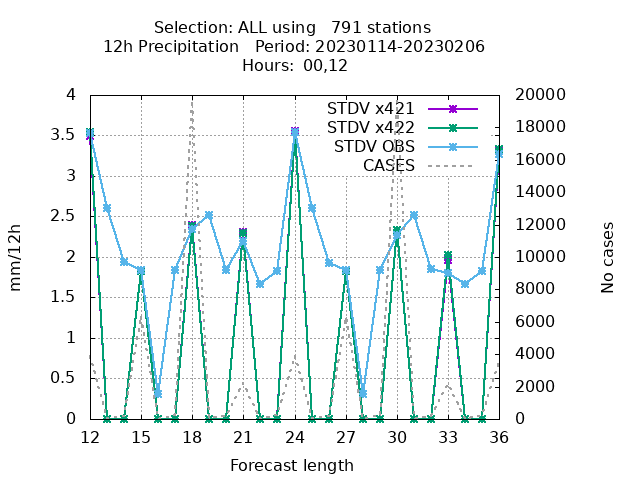 Selection: ALL using   791 stations
12h Precipitation   Period: 20230114-20230206
Hours:  00,12
STDV x421
STDV x422
STDV OBS
CASES
mm/12h
4
3.5
3
2.5
2
1.5
1
0.5
0
20000
18000
16000
14000
12000
10000
8000
6000
4000
2000
0
No cases
12 15 18 21 24 27 30 33 36
Forecast length